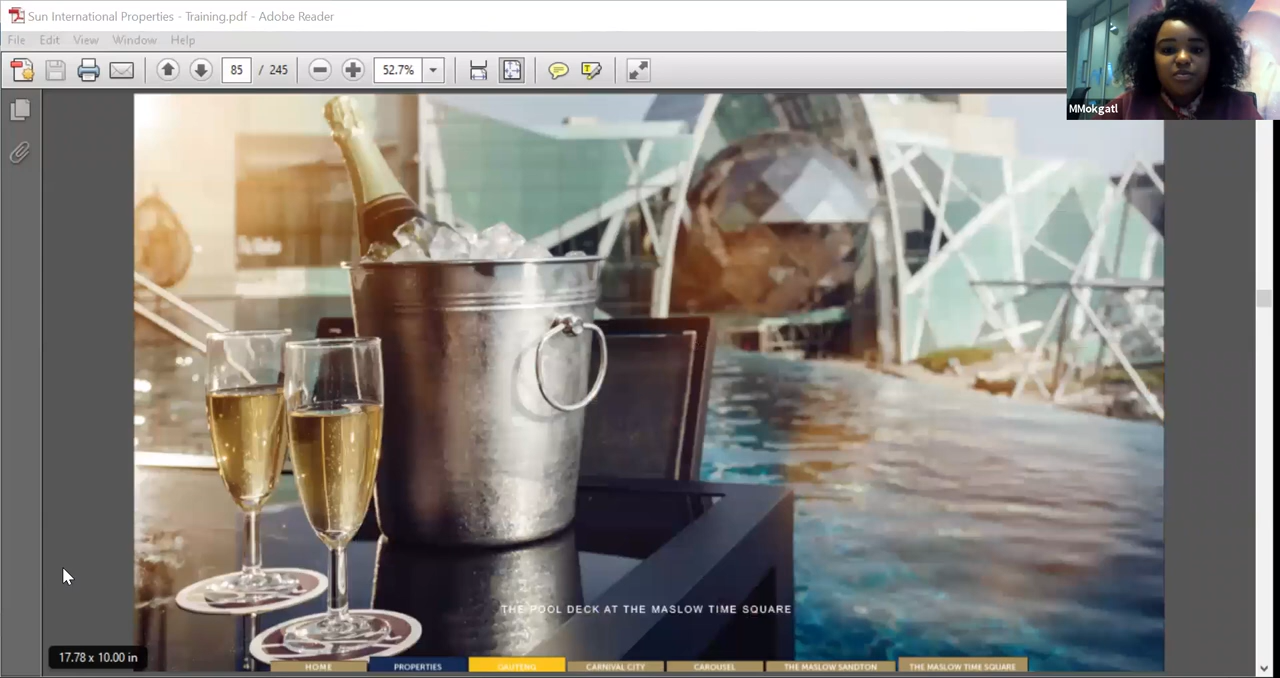 Sun International Properties - Training.pdf - Adobe Reader
File Edit View Window Help
85 / 245 52.7%
MMokgatl
THE POOL DECK AT THE MASLOW TIME SQUARE
17.78 x 10.00 in
HOME PROPERTIES GAUTENG CARNIVAL CITY CAROUSEL THE MASLOW SANDTON THE MASLOW TIME SQUARE